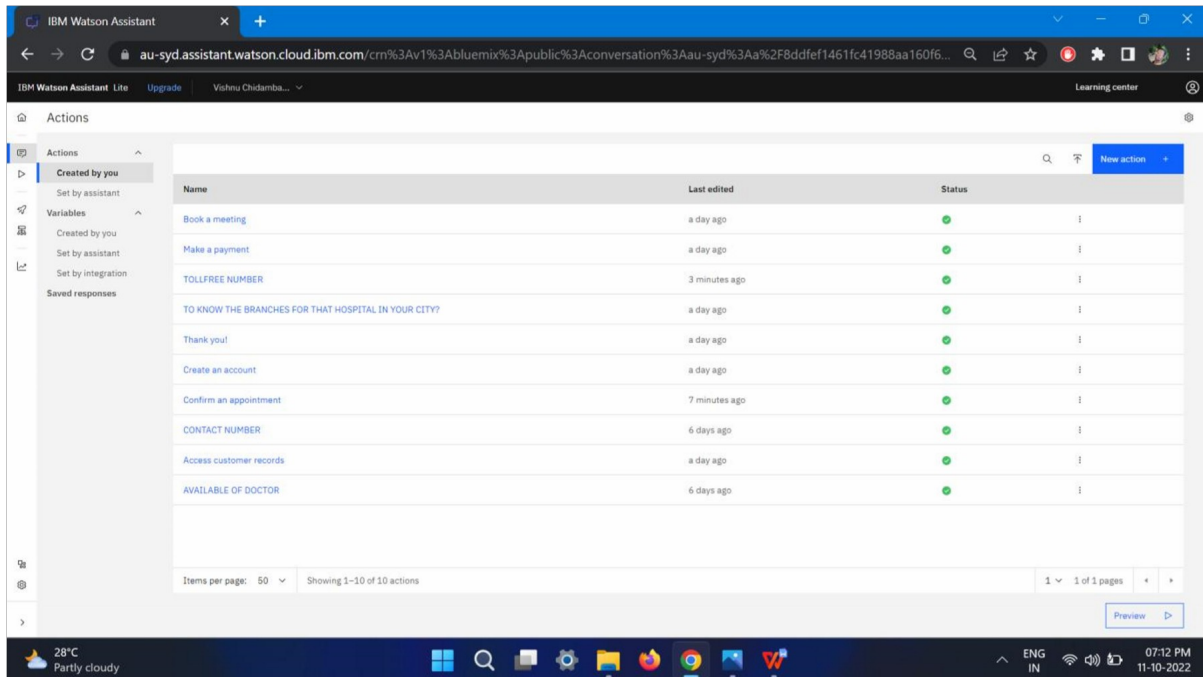 IBM Watson Assistant
au-syd.assistant.watson.cloud.ibm.com/crn%3Av1%3Abluemix%3Apublic%3Aconversation%3Aau-syd%3Aa%2F8ddfef1461fc41988aa160f6...
IBM Watson Assistant Lite Upgrade Vishnu Chidamba... Learning center
Actions
Actions
Created by you
Set by assistant
Variables
Created by you
Set by assistant
Set by integration
Saved responses
New action +
Name Last edited Status
Book a meeting a day ago
Make a payment a day ago
TOLLFREE NUMBER 3 minutes ago
TO KNOW THE BRANCHES FOR THAT HOSPITAL IN YOUR CITY? a day ago
Thank you! a day ago
Create an account a day ago
Confirm an appointment 7 minutes ago
CONTACT NUMBER 6 days ago
Access customer records a day ago
AVAILABLE OF DOCTOR 6 days ago
Items per page: 50 Showing 1–10 of 10 actions 1 1 of 1 pages
Preview
28°C
Partly cloudy
ENG
IN
07:12 PM
11-10-2022